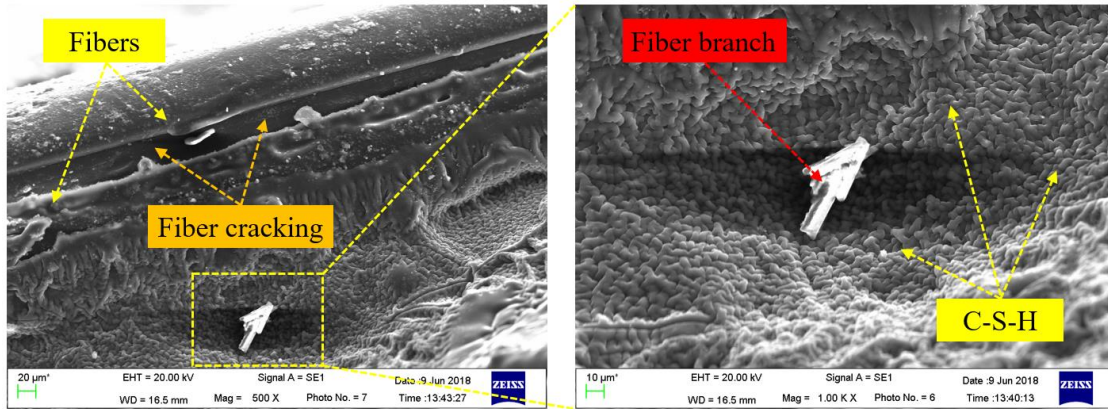 Fibers
Fiber cracking
20 µm*
EHT = 20.00 kV
Signal A = SE1
Date :9 Jun 2018
ZEISS
WD = 16.5 mm
Mag = 500 X
Photo No. = 7
Time :13:43:27
Fiber branch
C-S-H
10 µm*
EHT = 20.00 kV
Signal A = SE1
Date :9 Jun 2018
ZEISS
WD = 16.5 mm
Mag = 1.00 K X
Photo No. = 6
Time :13:40:13